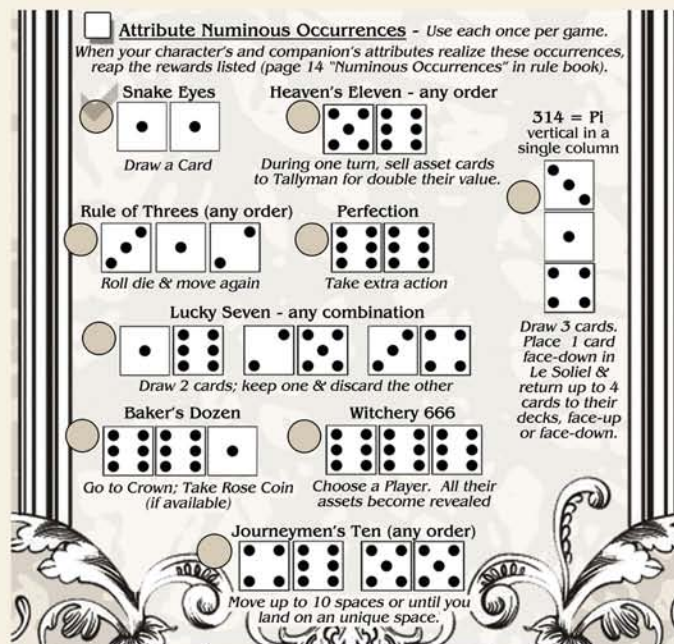 Attribute Numinous Occurrences - Use each once per game.
When your character's and companion's attributes realize these occurrences,
reap the rewards listed (page 14 "Numinous Occurrences" in rule book).
Snake Eyes
Draw a Card
Heaven's Eleven - any order
During one turn, sell asset cards
to Tallyman for double their value.
314 = Pi
vertical in a
single column
Draw 3 cards.
Place 1 card
face-down in
Le Soliel &
return up to 4
cards to their
decks, face-up
or face-down.
Rule of Threes (any order)
Roll die & move again
Perfection
Take extra action
Lucky Seven - any combination
Draw 2 cards; keep one & discard the other
Baker's Dozen
Go to Crown; Take Rose Coin
(if available)
Witchery 666
Choose a Player. All their
assets become revealed
Journeymen's Ten (any order)
Move up to 10 spaces or until you
land on an unique space.